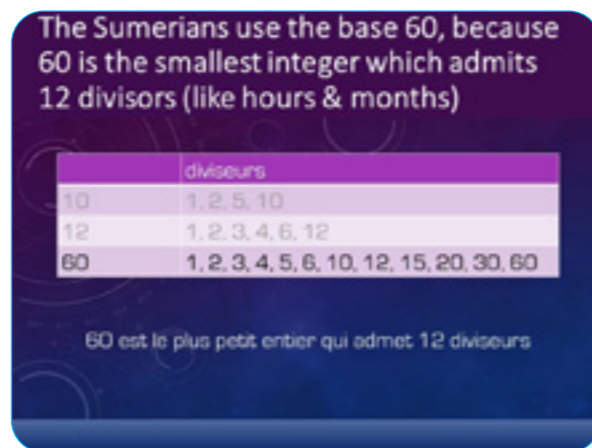 The Sumerians use the base 60, because
60 is the smallest integer which admits
12 divisors (like hours & months)
diviseurs
10 1, 2, 5, 10
12 1, 2, 3, 4, 6, 12
60 1, 2, 3, 4, 5, 6, 10, 12, 15, 20, 30, 60
60 est le plus petit entier qui admet 12 diviseurs